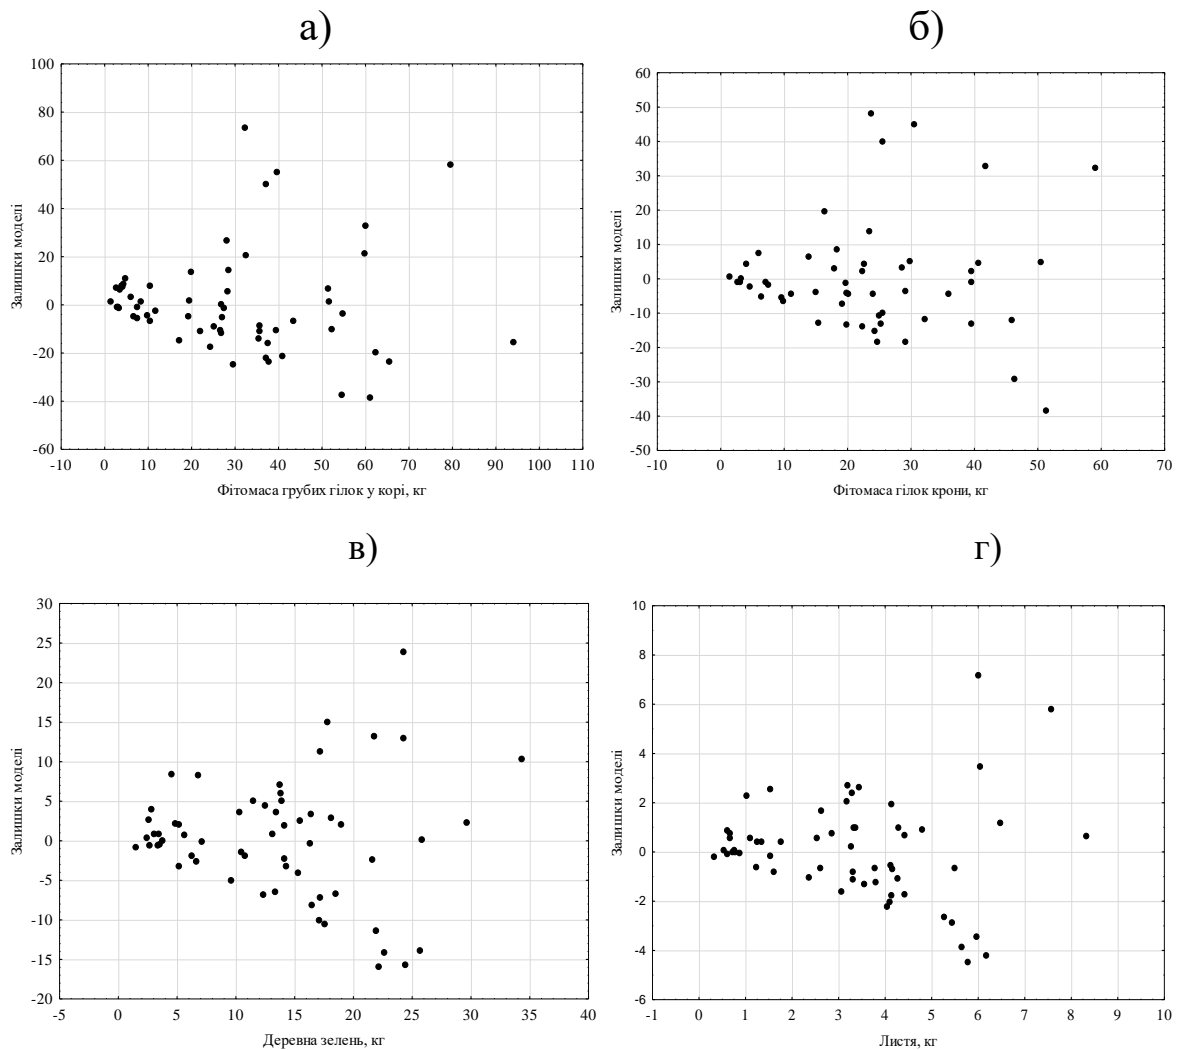 а)
б)
100
80
60
40
20
0
-20
-40
-60
-10 0 10 20 30 40 50 60 70 80 90 100 110
Залишки моделі
Фітомаса грубих гілок у корі, кг
60
50
40
30
20
10
0
-10
-20
-30
-40
-50
-10 0 10 20 30 40 50 60 70
Залишки моделі
Фітомаса гілок крони, кг
в)
г)
30
25
20
15
10
5
0
-5
-10
-15
-20
-5 0 5 10 15 20 25 30 35 40
Залишки моделі
Деревна зелень, кг
10
8
6
4
2
0
-2
-4
-6
-1 0 1 2 3 4 5 6 7 8 9 10
Залишки моделі
Листя, кг